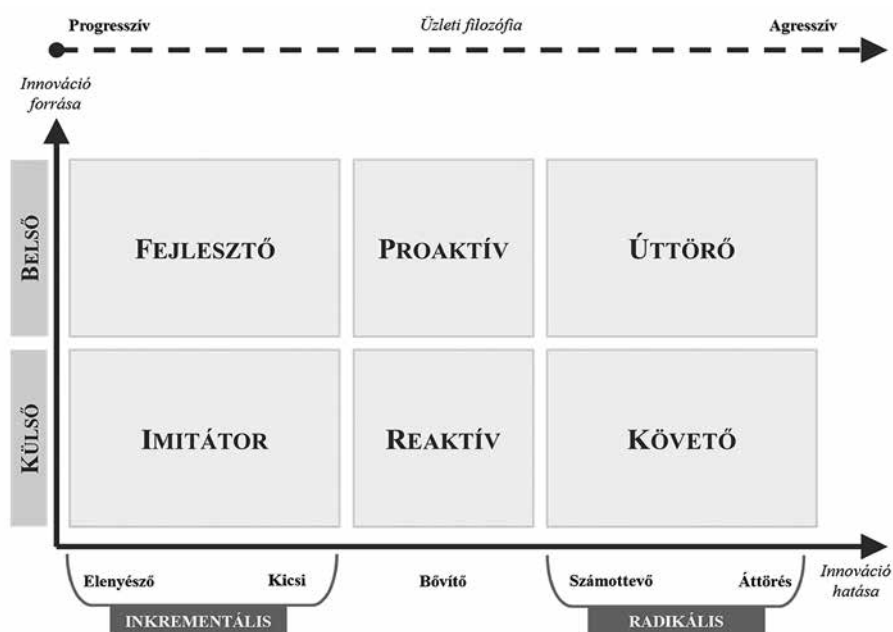 Progresszív Üzleti filozófia Agresszív
Innováció
forrása
BELSŐ
FEJLESZTŐ PROAKTÍV ÚTTÖRŐ
KÜLSŐ
IMITÁTOR REAKTÍV KÖVETŐ
Elenyésző Kicsi Bővítő Számottevő Áttörés
Innováció
hatása
INKREMENTÁLIS RADIKÁLIS